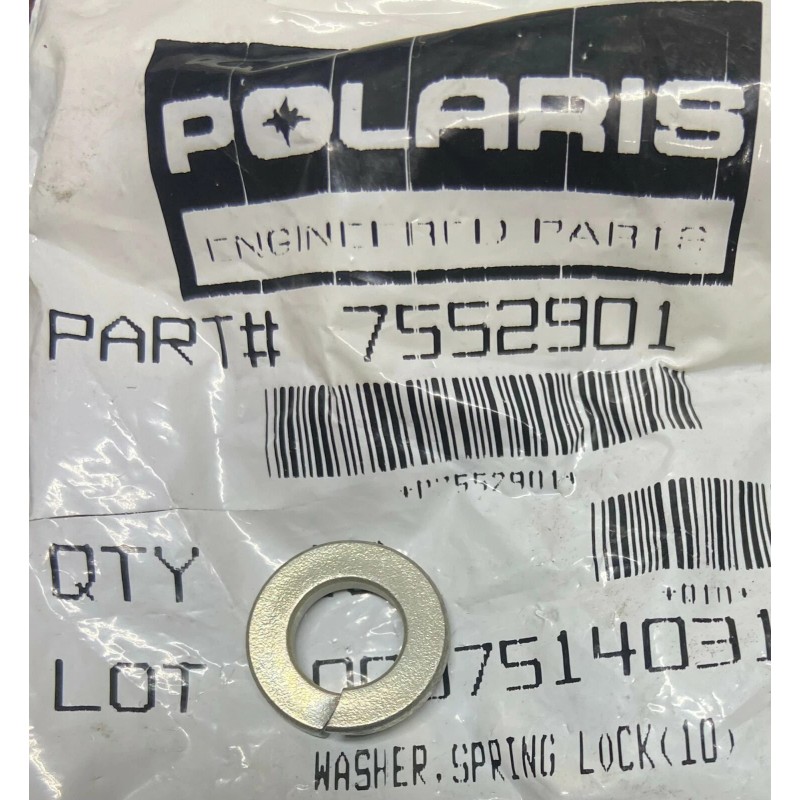 POLARIS
ENGINEERED PARTS
PART# 7552901
QTY
LOT
WASHER, SPRING LOCK(10)